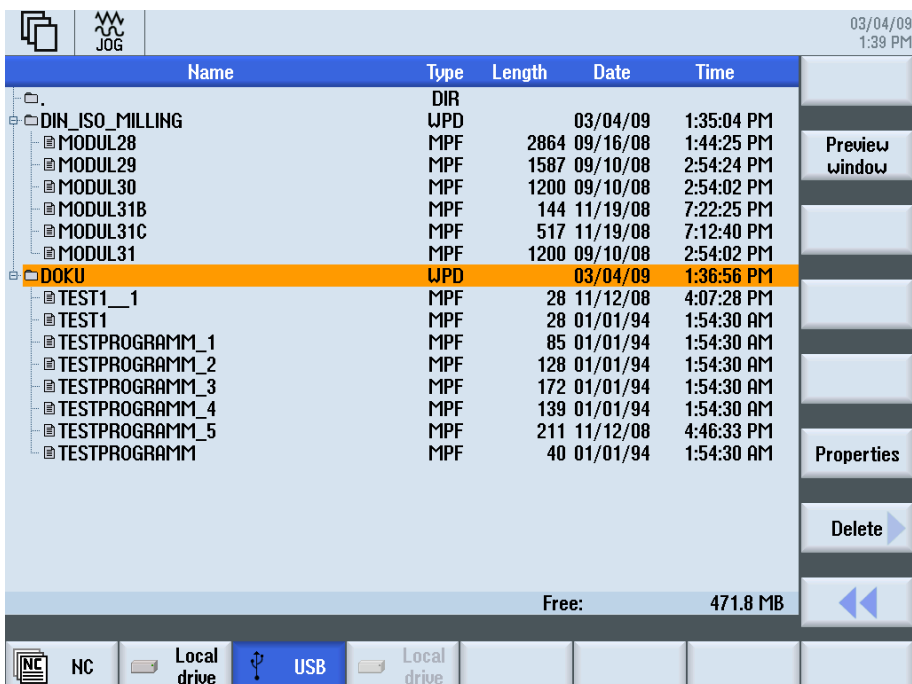 JOG
03/04/09
1:39 PM
Name Type Length Date Time
. DIR
DIN_ISO_MILLING WPD 03/04/09 1:35:04 PM
MODUL28 MPF 2864 09/16/08 1:44:25 PM
MODUL29 MPF 1587 09/10/08 2:54:24 PM
MODUL30 MPF 1200 09/10/08 2:54:02 PM
MODUL31B MPF 144 11/19/08 7:22:25 PM
MODUL31C MPF 517 11/19/08 7:12:40 PM
MODUL31 MPF 1200 09/10/08 2:54:02 PM
DOKU WPD 03/04/09 1:36:56 PM
TEST1__1 MPF 28 11/12/08 4:07:28 PM
TEST1 MPF 28 01/01/94 1:54:30 AM
TESTPROGRAMM_1 MPF 85 01/01/94 1:54:30 AM
TESTPROGRAMM_2 MPF 128 01/01/94 1:54:30 AM
TESTPROGRAMM_3 MPF 172 01/01/94 1:54:30 AM
TESTPROGRAMM_4 MPF 139 01/01/94 1:54:30 AM
TESTPROGRAMM_5 MPF 211 11/12/08 4:46:33 PM
TESTPROGRAMM MPF 40 01/01/94 1:54:30 AM
Free: 471.8 MB
Preview
window
Properties
Delete
NC NC
Local
drive
USB
Local
drive